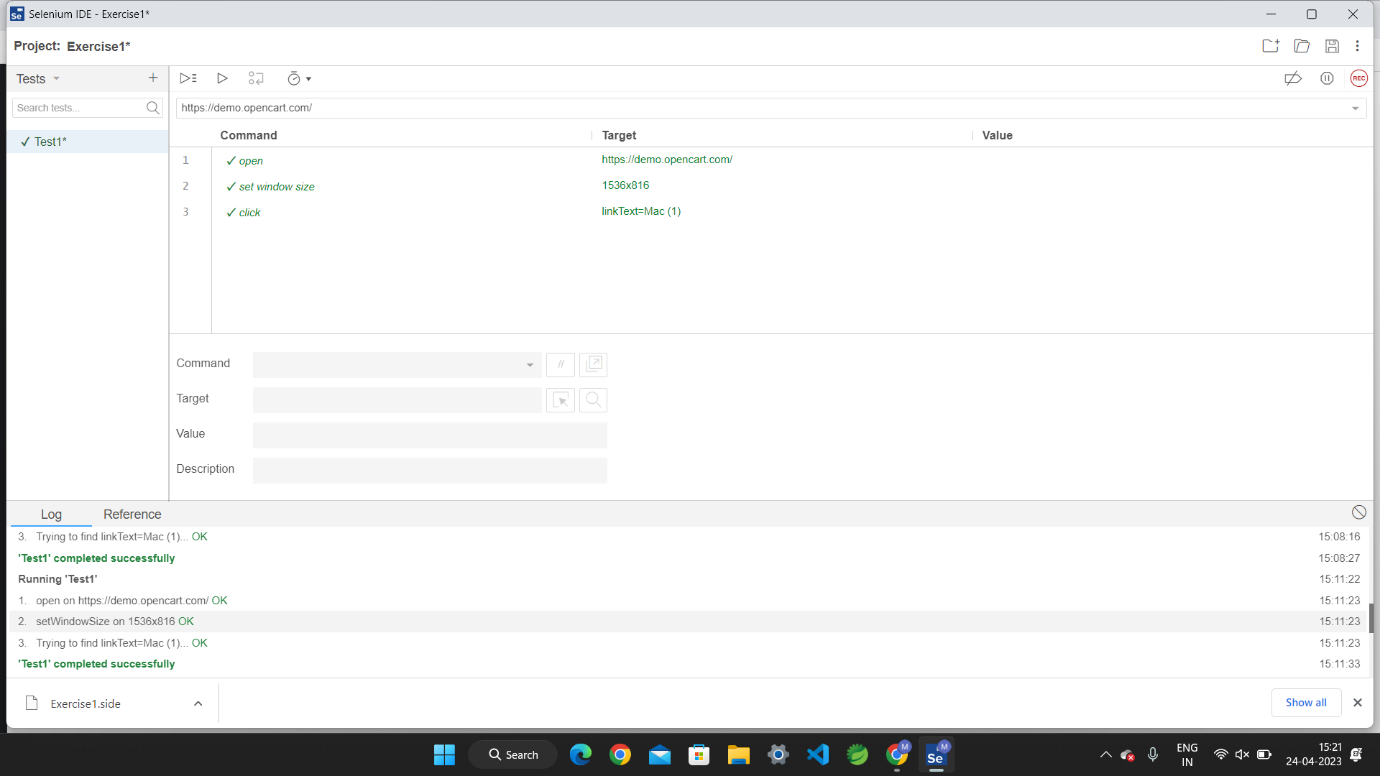 Selenium IDE - Exercise1*
Project: Exercise1*
Tests
Search tests...
✓ Test1*
REC
https://demo.opencart.com/
Command Target Value
1 ✓ open https://demo.opencart.com/
2 ✓ set window size 1536x816
3 ✓ click linkText=Mac (1)
Command //
Target
Value
Description
Log Reference
3. Trying to find linkText=Mac (1)... OK 15:08:16
'Test1' completed successfully 15:08:27
Running 'Test1' 15:11:22
1. open on https://demo.opencart.com/ OK 15:11:23
2. setWindowSize on 1536x816 OK 15:11:23
3. Trying to find linkText=Mac (1)... OK 15:11:23
'Test1' completed successfully 15:11:33
Exercise1.side Show all
Search M Se M ENG 15:21
IN 24-04-2023